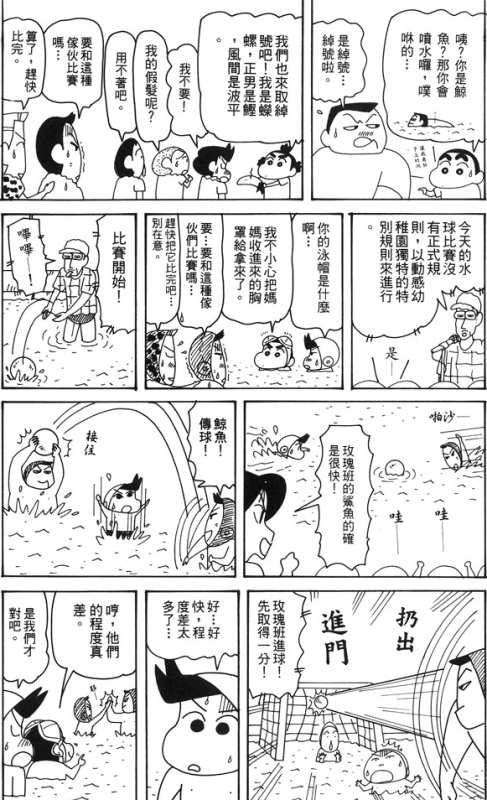 咦？你是鯨
魚？那你會
噴水囉，噗
咻的…
是綽號…
綽號啦。
我們也來取綽
號吧！我是蠑
螺，正男是鰹
，風間是波平
。
我不要！
我的假髮呢？
用不著吧。
要和這種
傢伙比賽
嗎…
算了，趕快
比完。
今天的水
球比賽沒
有正式規
則，以動感幼
稚園獨特的特
別規則來進行
。
是—
你的泳帽是什麼
啊…
我不小心把媽
媽收進來的胸
罩給拿來了。
要…要和這種傢
伙們比賽嗎…
趕快把它比完吧…
別在意。
比賽開始！
嗶—
嗶！
啪沙—
哇—
哇—
玫瑰班的鯊魚的確
是很快！
鯨魚！
傳球！
接住
扔出
進門
玫瑰班進球！
先取得一分！
好…好
快，程
度差太
多了…
哼，他們
的程度真
差。
是我們才
對吧。